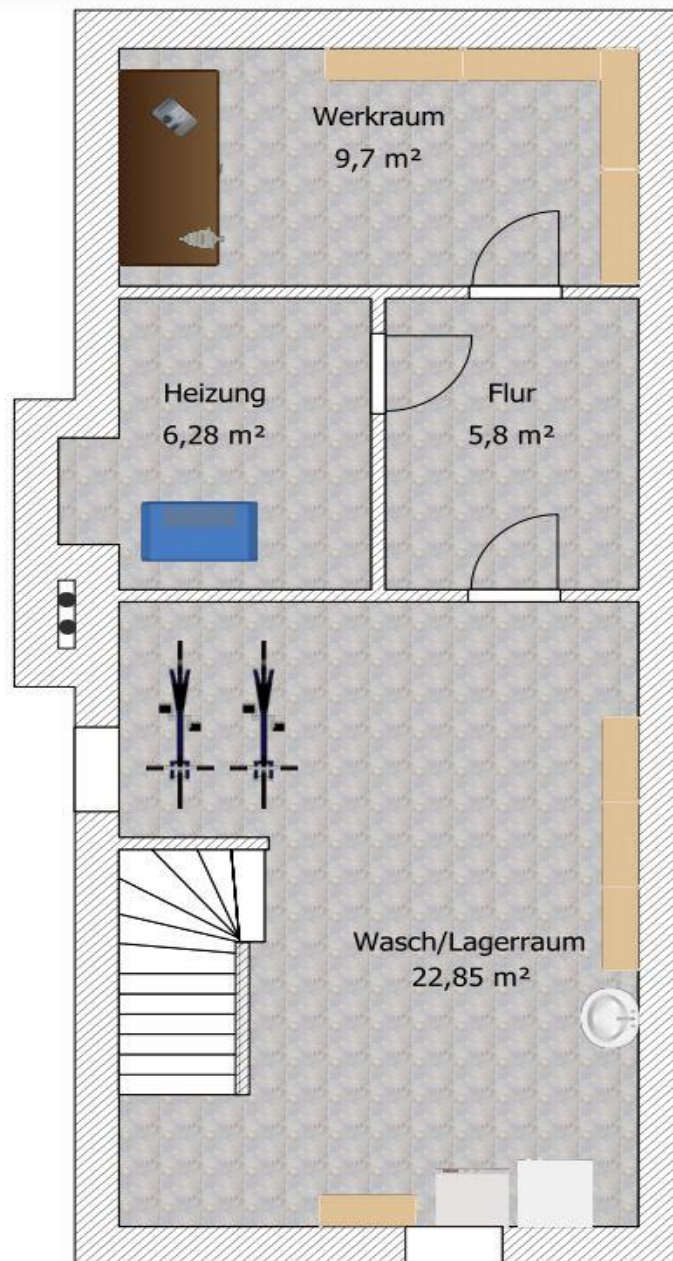 Werkraum
9,7 m²
Heizung
6,28 m²
Flur
5,8 m²
Wasch/Lagerraum
22,85 m²